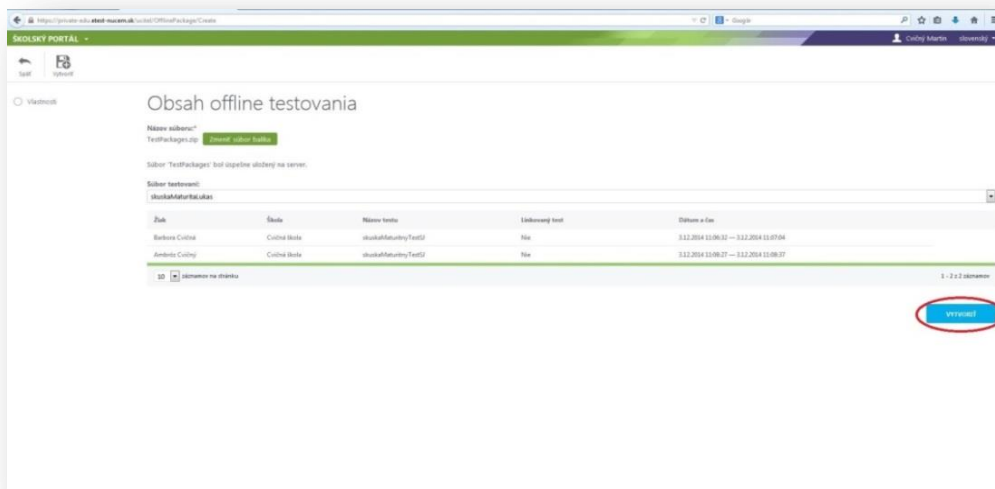 https://private-edu.etest-nucem.sk/ucitel/OfflinePackage/Create
Google
ŠKOLSKÝ PORTÁL
Cvičný Martin slovenský
Späť Vytvoriť
Vlastnosti
Obsah offline testovania
Názov súboru:*
TestPackages.zip Zmeniť súbor balíka
Súbor 'TestPackages' bol úspešne uložený na server.
Súbor testovaní:
skuskaMaturitaLukas
Žiak Škola Názov testu Dátum a čas
Barbora Cvičná Cvičná škola skuskaMaturitnyTestSJ Nie 3.12.2014 11:06:32 — 3.12.2014 11:07:04
Ambróz Cvičný Cvičná škola skuskaMaturitnyTestSJ Nie 3.12.2014 11:08:27 — 3.12.2014 11:08:37
10 záznamov na stránku
1 - 2 z 2 záznamov
VYTVORIŤ